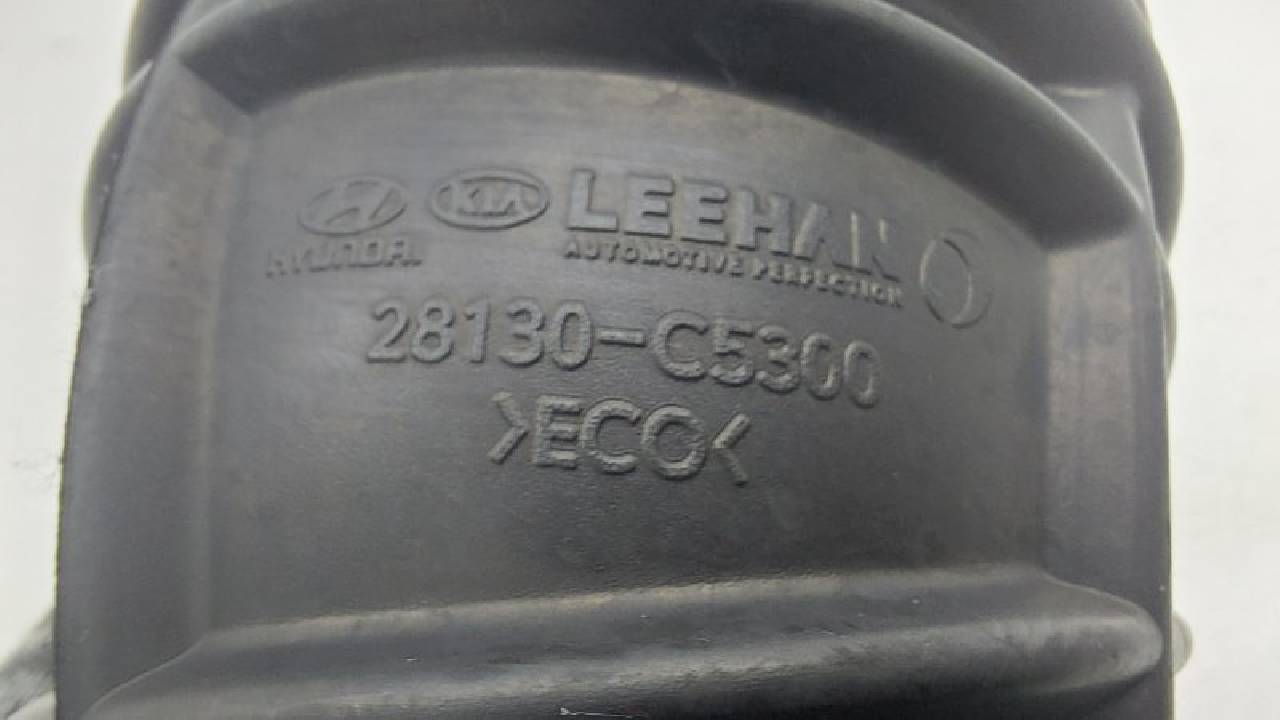 HYUNDAI KIA LEEHAN
AUTOMOTIVE PERFECTION
28130-C5300
>ECO<